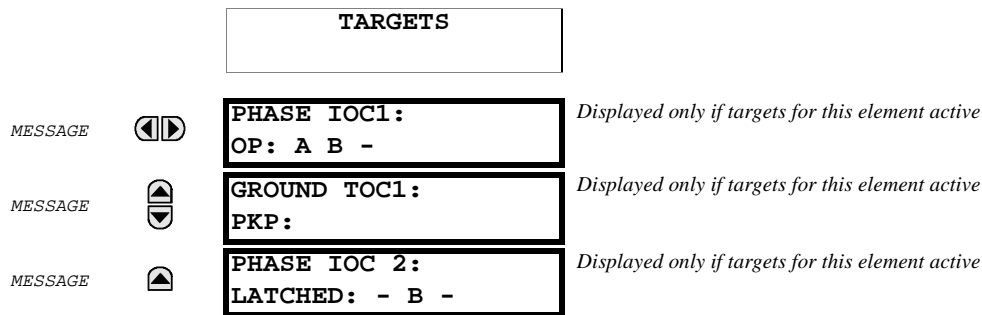 TARGETS
MESSAGE
PHASE IOC1:
OP: A B -
Displayed only if targets for this element active
MESSAGE
GROUND TOC1:
PKP:
Displayed only if targets for this element active
MESSAGE
PHASE IOC 2:
LATCHED: - B -
Displayed only if targets for this element active